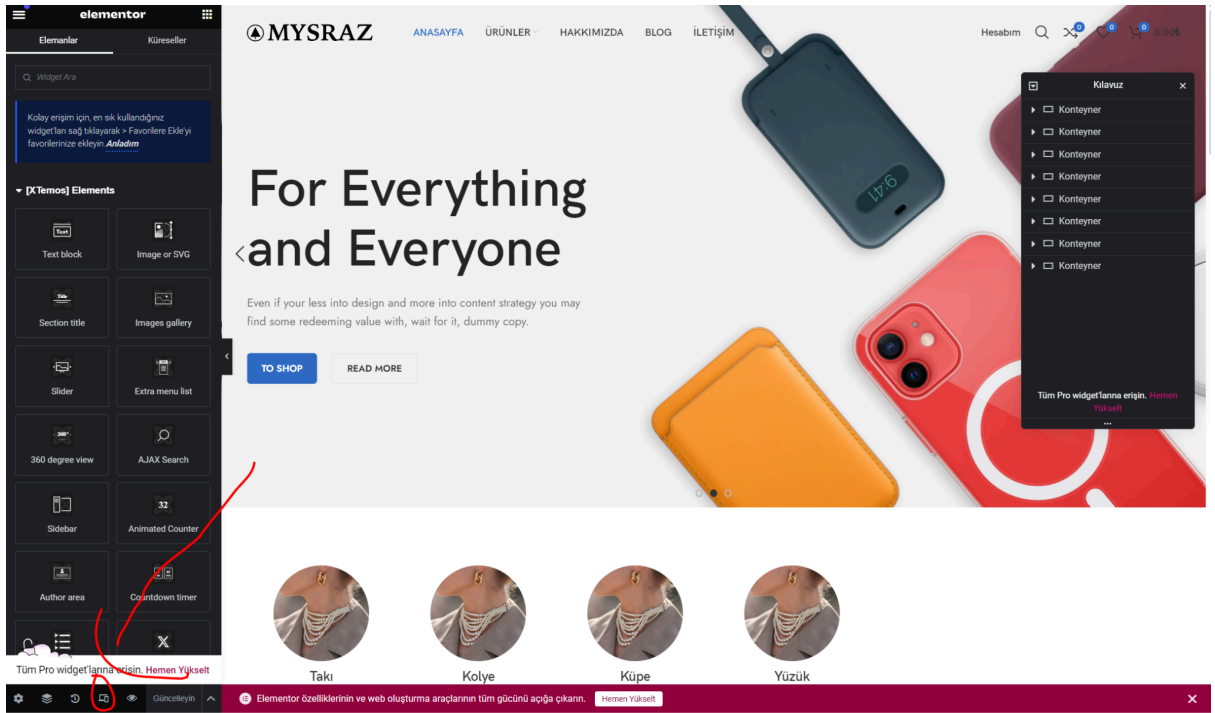 elementor
Elemanlar
Küreseller
Widget Ara
Kolay erişim için, en sık kullandığınız
widget'ları sağ tıklayarak > Favorilere Ekle'yi
favorilerinize ekleyin. Anladım
[XTemos] Elements
Text
Text block
Image or SVG
Title
Section title
Images gallery
Slider
Extra menu list
360°
360 degree view
AJAX Search
Sidebar
32
Animated Counter
Author area
Countdown timer
Tüm Pro widget'larına erişin. Hemen Yükselt
Güncelleyin
MYSRAZ
ANASAYFA
ÜRÜNLER
HAKKIMIZDA
BLOG
İLETİŞİM
Hesabım
0
0
0
0.00₺
For Everything
and Everyone
Even if your less into design and more into content strategy you may
find some redeeming value with, wait for it, dummy copy.
TO SHOP
READ MORE
9:41
Kılavuz
Konteyner
Konteyner
Konteyner
Konteyner
Konteyner
Konteyner
Konteyner
Konteyner
Tüm Pro widget'larına erişin. Hemen
Yükselt
Takı
Kolye
Küpe
Yüzük
Elementor özelliklerinin ve web oluşturma araçlarının tüm gücünü açığa çıkarın.
Hemen Yükselt